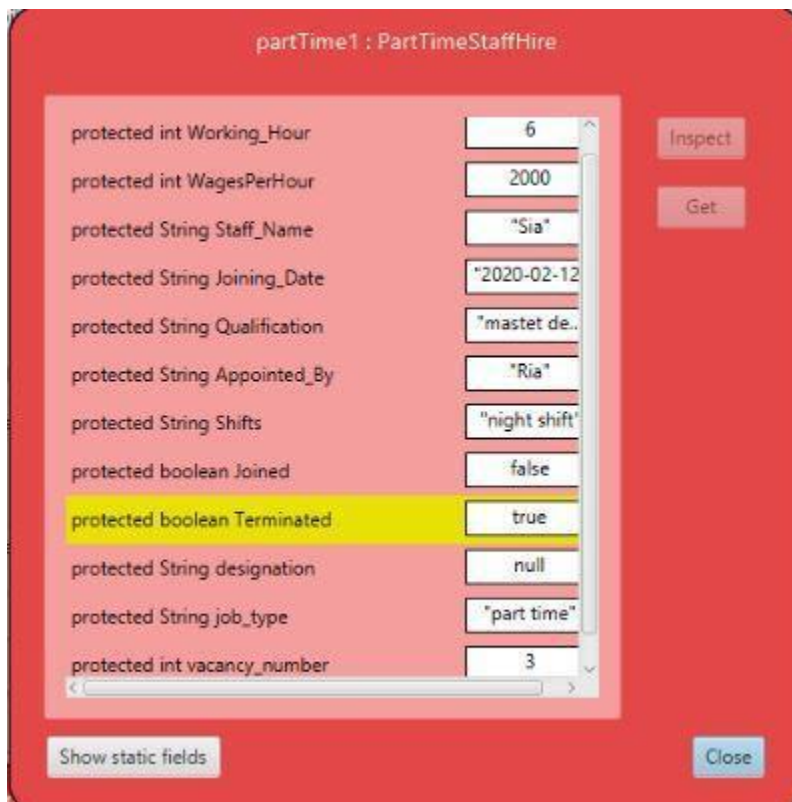 partTime1 : PartTimeStaffHire
protected int Working_Hour 6
Inspect
protected int WagesPerHour 2000
Get
protected String Staff_Name "Sia"
protected String Joining_Date "2020-02-12
protected String Qualification "mastet de..
protected String Appointed_By "Ria"
protected String Shifts "night shift"
protected boolean Joined false
protected boolean Terminated true
protected String designation null
protected String job_type "part time"
protected int vacancy_number 3
Show static fields
Close